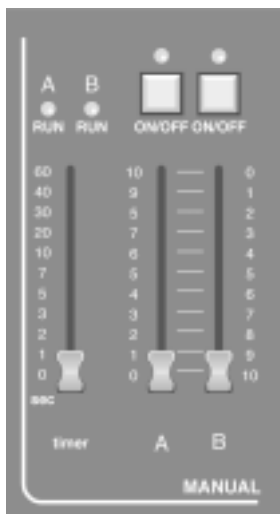 A B
RUN RUN
ON/OFF ON/OFF
60 10 0
40 9 1
30 5 2
20 7 3
10 6 4
7 5 5
5 4 6
3 3 7
2 2 8
1 1 9
0 0 10
sec
timer A B
MANUAL